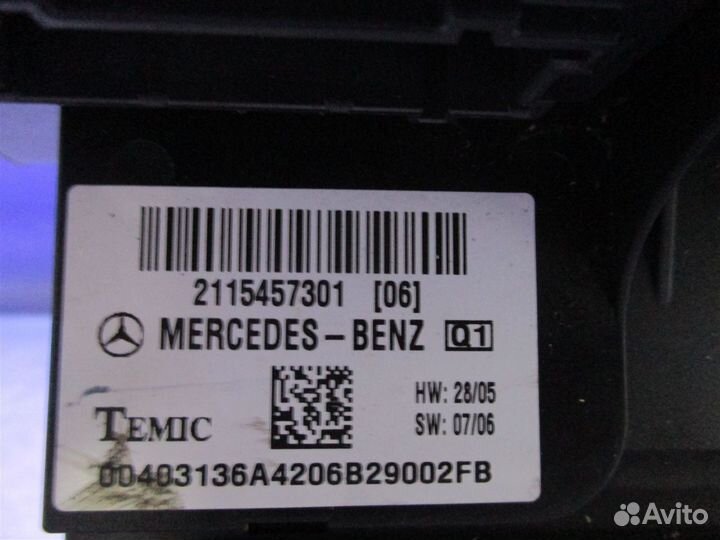 2115457301 [06]
MERCEDES-BENZ Q1
HW: 28/05
SW: 07/06
TEMIC
00403136A4206B29002FB
Avito